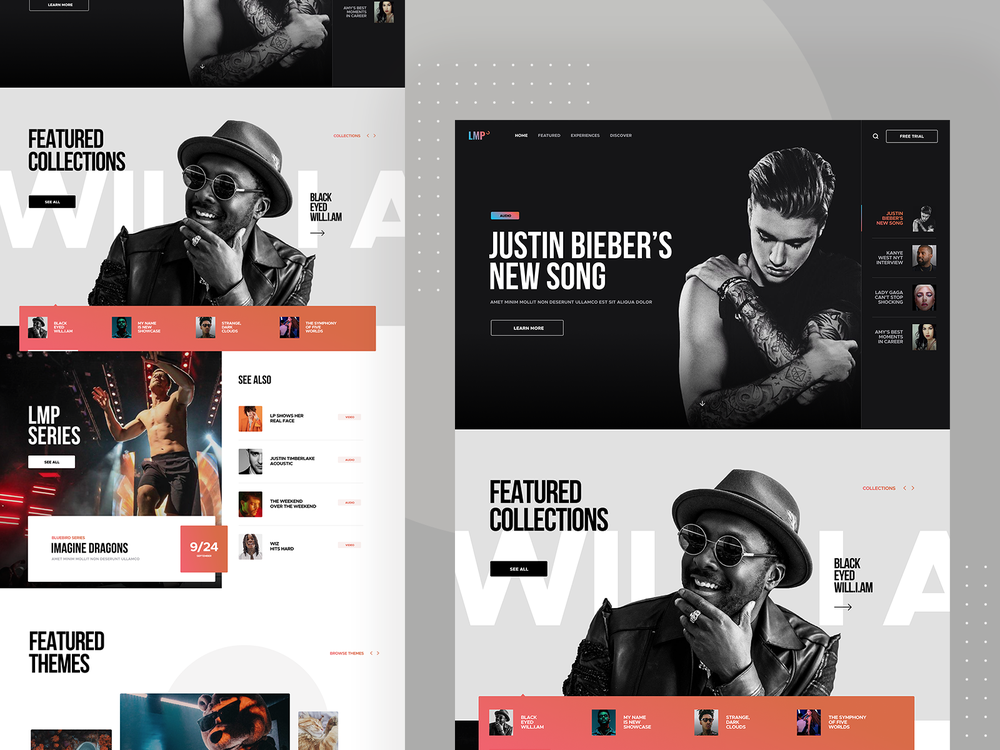 LEARN MORE
AMY'S BEST
MOMENTS
IN CAREER
FEATURED
COLLECTIONS
COLLECTIONS
SEE ALL
WILL.I.A
BLACK
EYED
WILL.I.AM
BLACK
EYED
WILL.I.AM
MY NAME
IS NEW
SHOWCASE
STRANGE,
DARK
CLOUDS
THE SYMPHONY
OF FIVE
WORLDS
LMP
SERIES
SEE ALL
BLUEBIRD SERIES
IMAGINE DRAGONS
AMET MINIM MOLLIT NON DESERUNT ULLAMCO
9/24
SEE ALSO
LP SHOWS HER
REAL FACE
VIDEO
JUSTIN TIMBERLAKE
ACOUSTIC
AUDIO
THE WEEKEND
OVER THE WEEKEND
AUDIO
WIZ
HITS HARD
VIDEO
FEATURED
THEMES
BROWSE THEMES
LMP
HOME
FEATURED
EXPERIENCES
DISCOVER
FREE TRIAL
AUDIO
JUSTIN BIEBER'S
NEW SONG
AMET MINIM MOLLIT NON DESERUNT ULLAMCO EST SIT ALIQUA DOLOR
LEARN MORE
JUSTIN
BIEBER'S
NEW SONG
KANYE
WEST NYT
INTERVIEW
LADY GAGA
CAN'T STOP
SHOCKING
AMY'S BEST
MOMENTS
IN CAREER
FEATURED
COLLECTIONS
COLLECTIONS
SEE ALL
WILL.I.A
BLACK
EYED
WILL.I.AM
BLACK
EYED
WILL.I.AM
MY NAME
IS NEW
SHOWCASE
STRANGE,
DARK
CLOUDS
THE SYMPHONY
OF FIVE
WORLDS